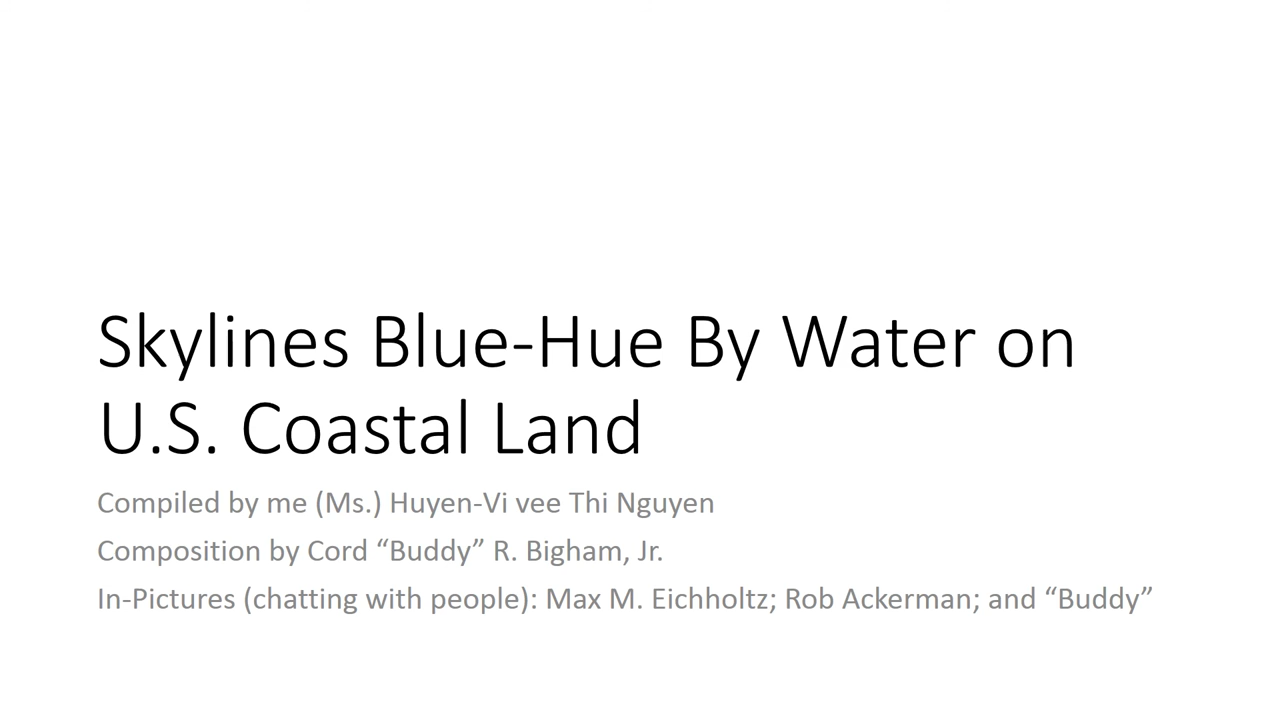 Skylines Blue-Hue By Water on
U.S. Coastal Land
Compiled by me (Ms.) Huyen-Vi vee Thi Nguyen
Composition by Cord “Buddy” R. Bigham, Jr.
In-Pictures (chatting with people): Max M. Eichholtz; Rob Ackerman; and “Buddy”